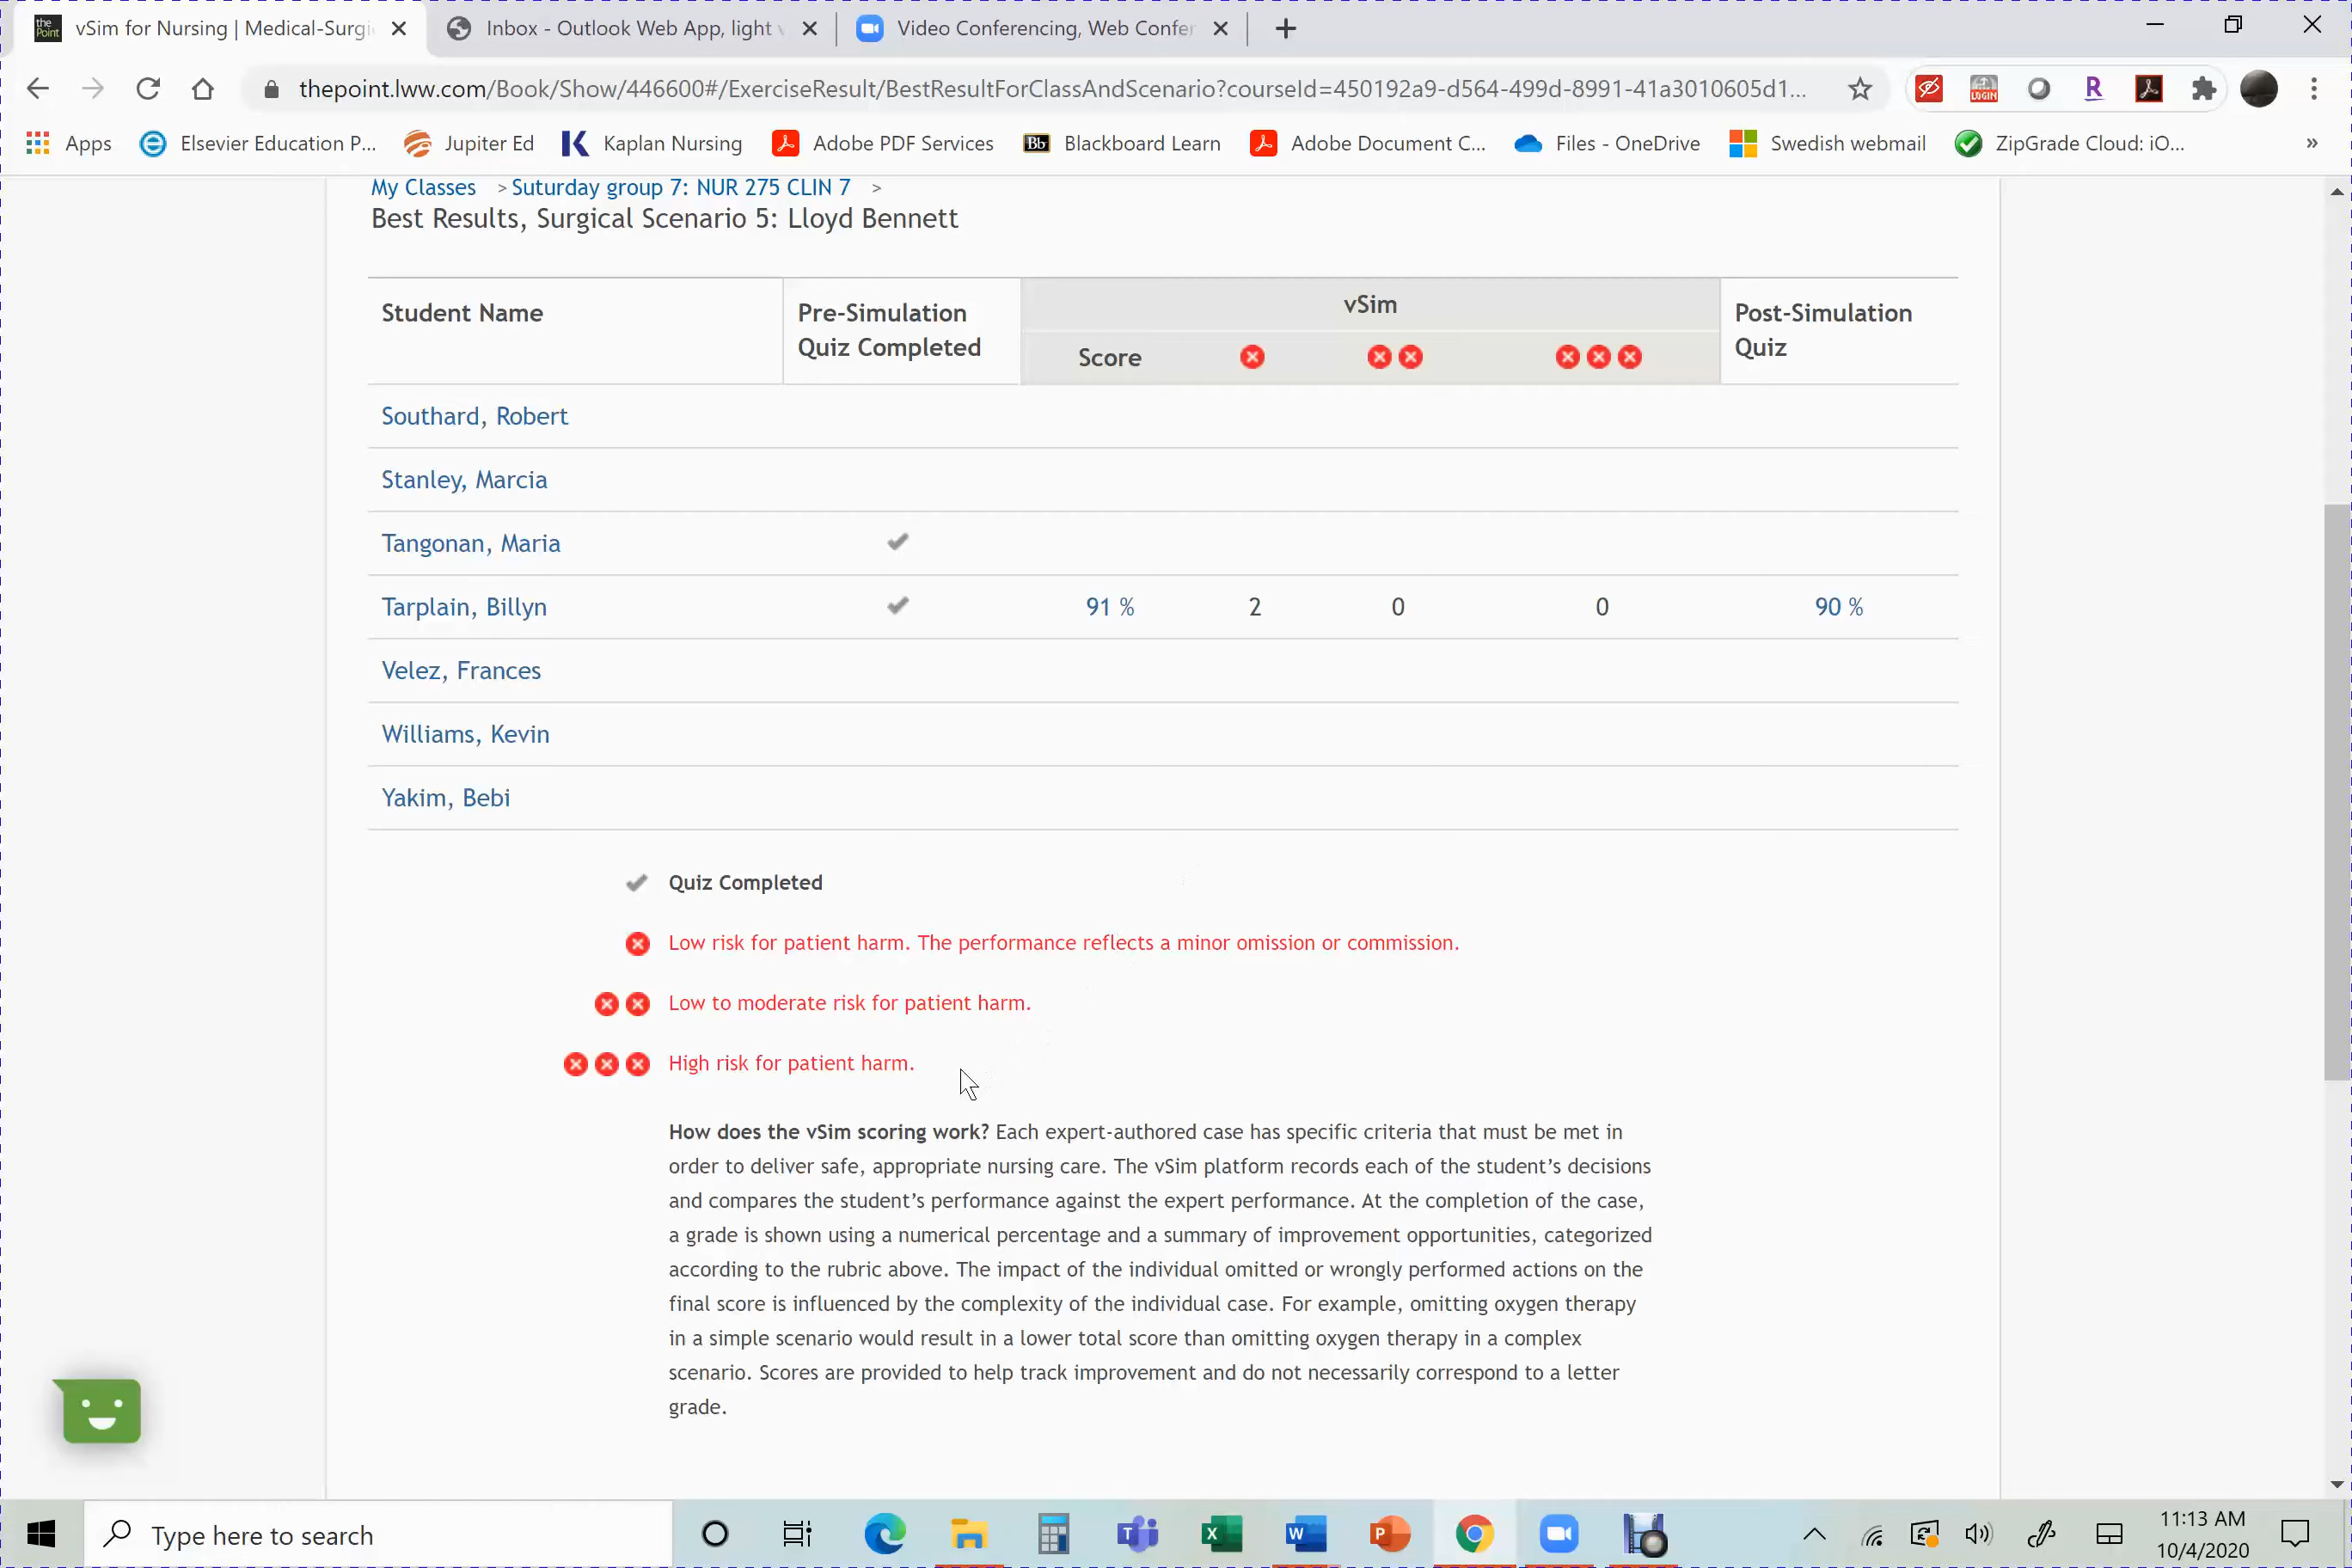 the Point
vSim for Nursing | Medical-Surgi
Inbox - Outlook Web App, light v
Video Conferencing, Web Confer
thepoint.lww.com/Book/Show/446600#/ExerciseResult/BestResultForClassAndScenario?courseId=450192a9-d564-499d-8991-41a3010605d1...
LOGIN
R
Apps
Elsevier Education P...
Jupiter Ed
Kaplan Nursing
Adobe PDF Services
Bb Blackboard Learn
Adobe Document C...
Files - OneDrive
Swedish webmail
ZipGrade Cloud: iO...
»
My Classes > Suturday group 7: NUR 275 CLIN 7 >
Best Results, Surgical Scenario 5: Lloyd Bennett
Student Name
Pre-Simulation
Quiz Completed
vSim
Score
Post-Simulation
Quiz
Southard, Robert
Stanley, Marcia
Tangonan, Maria
Tarplain, Billyn 91 % 2 0 0 90 %
Velez, Frances
Williams, Kevin
Yakim, Bebi
Quiz Completed
Low risk for patient harm. The performance reflects a minor omission or commission.
Low to moderate risk for patient harm.
High risk for patient harm.
How does the vSim scoring work? Each expert-authored case has specific criteria that must be met in
order to deliver safe, appropriate nursing care. The vSim platform records each of the student's decisions
and compares the student's performance against the expert performance. At the completion of the case,
a grade is shown using a numerical percentage and a summary of improvement opportunities, categorized
according to the rubric above. The impact of the individual omitted or wrongly performed actions on the
final score is influenced by the complexity of the individual case. For example, omitting oxygen therapy
in a simple scenario would result in a lower total score than omitting oxygen therapy in a complex
scenario. Scores are provided to help track improvement and do not necessarily correspond to a letter
grade.
Type here to search
11:13 AM
10/4/2020